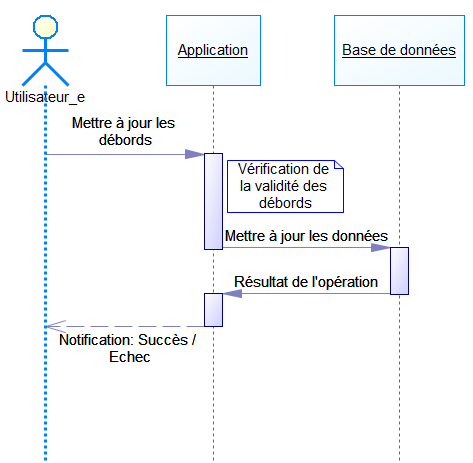 Application
Base de données
Utilisateur_e
Mettre à jour les
débords
Vérification de
la validité des
débords
Mettre à jour les données
Résultat de l'opération
Notification: Succès /
Echec